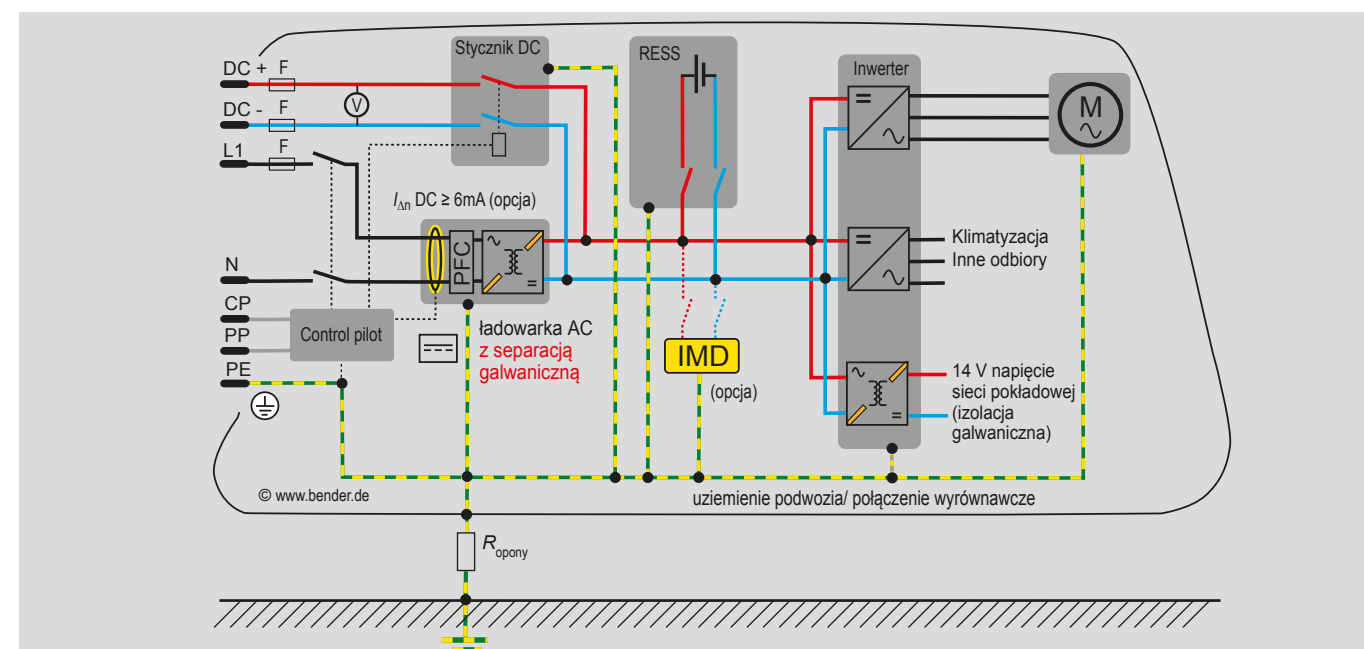 Stycznik DC
RESS
Inwerter
DC + F
DC - F
V
L1 F
M
I∆n DC ≥ 6mA (opcja)
PFC
N
CP
PP
PE
Control pilot
ładowarka AC
z separacją
galwaniczną
IMD
(opcja)
Klimatyzacja
Inne odbiory
14 V napięcie
sieci pokładowej
(izolacja
galwaniczna)
© www.bender.de
uziemienie podwozia/ połączenie wyrównawcze
Ropony